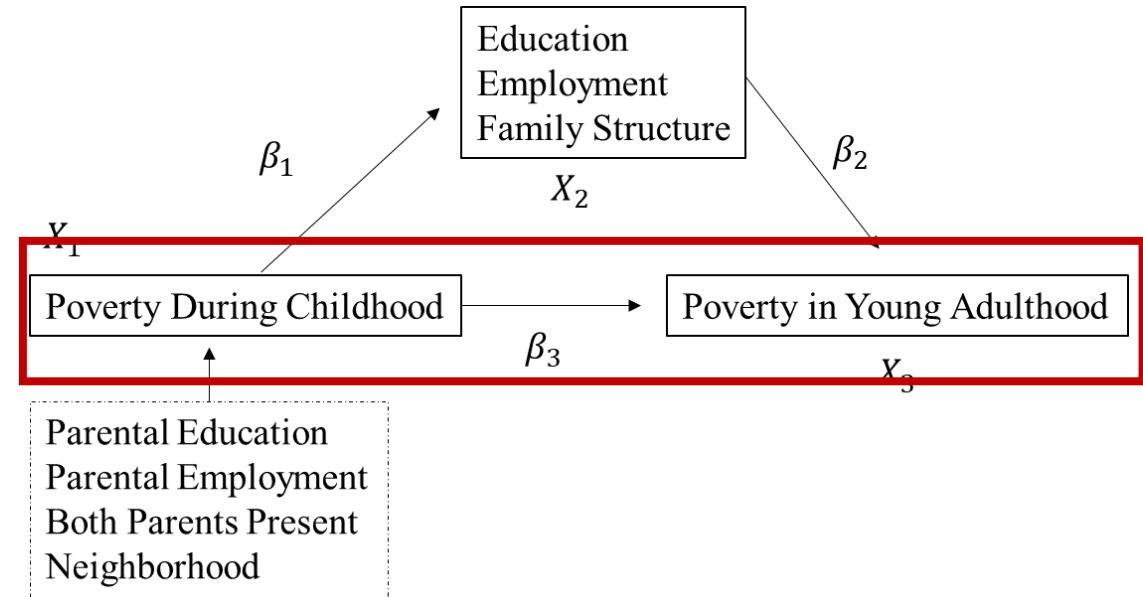 Education
Employment
Family Structure
β₁
β₂
X₂
X₁
Poverty During Childhood
Poverty in Young Adulthood
β₃
X₃
Parental Education
Parental Employment
Both Parents Present
Neighborhood